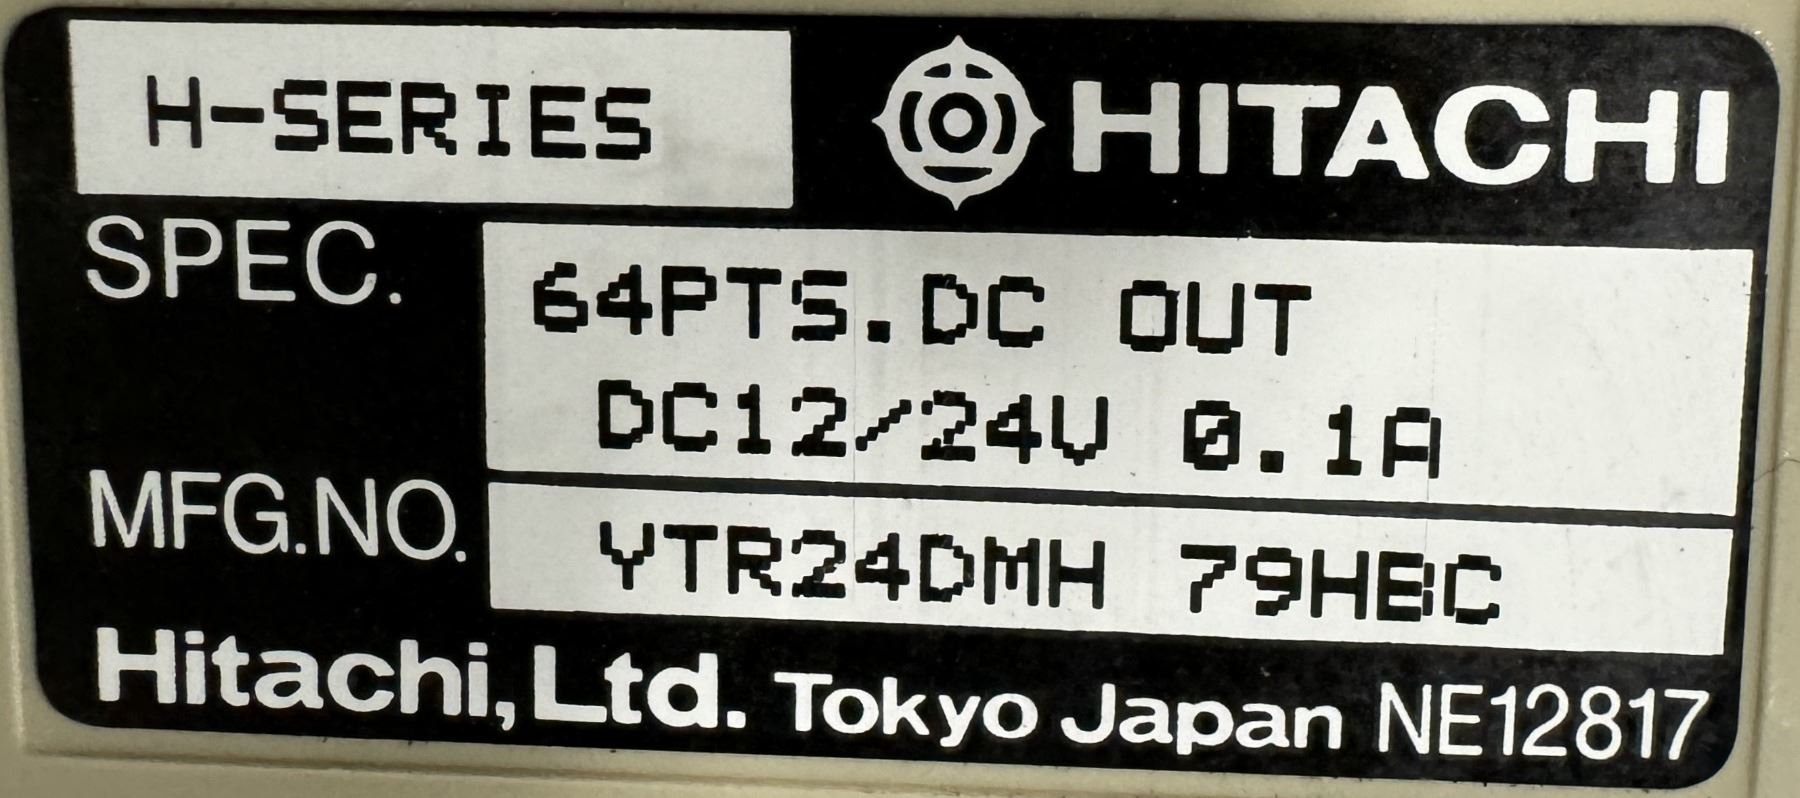 H-SERIES
HITACHI
SPEC.
64PTS.DC OUT
DC12/24V 0.1A
MFG.NO.
YTR24DMH 79HBC
Hitachi, Ltd. Tokyo Japan NE12817